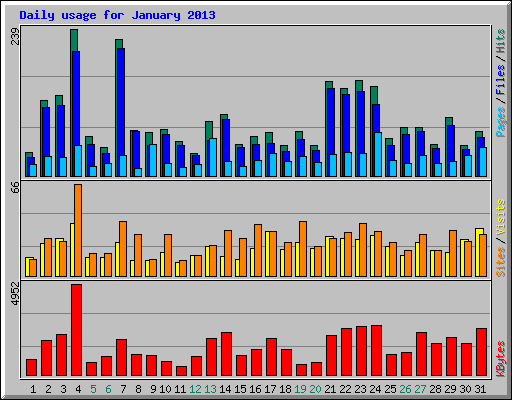 Daily usage for January 2013
239
Pages / Files / Hits
66
Sites / Visits
4952
KBytes
1 2 3 4 5 6 7 8 9 10 11 12 13 14 15 16 17 18 19 20 21 22 23 24 25 26 27 28 29 30 31